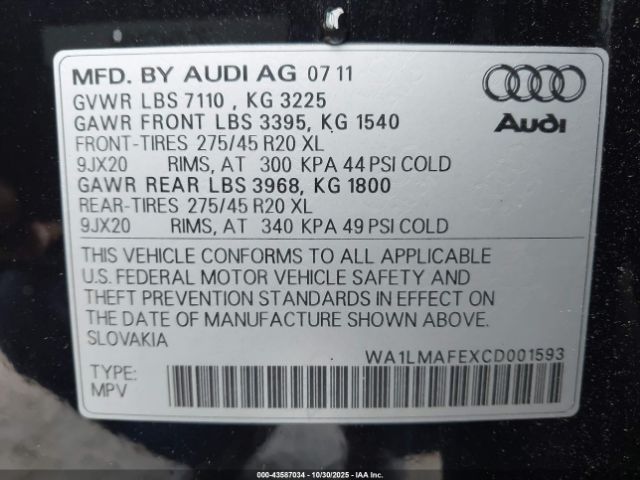 MFD. BY AUDI AG 07 11
GVWR LBS 7110 , KG 3225
GAWR FRONT LBS 3395, KG 1540
FRONT-TIRES 275/45 R20 XL
9JX20 RIMS, AT 300 KPA 44 PSI COLD
GAWR REAR LBS 3968, KG 1800
REAR-TIRES 275/45 R20 XL
9JX20 RIMS, AT 340 KPA 49 PSI COLD
Audi
THIS VEHICLE CONFORMS TO ALL APPLICABLE
U.S. FEDERAL MOTOR VEHICLE SAFETY AND
THEFT PREVENTION STANDARDS IN EFFECT ON
THE DATE OF MANUFACTURE SHOWN ABOVE.
SLOVAKIA
WA1LMAFEXCD001593
TYPE:
MPV
000-43587034 - 10/30/2025 - IAA Inc.